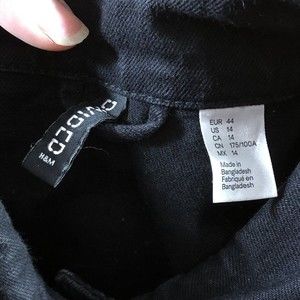 DIVIDED
H&M
EUR 44
US 14
CA 14
CN 175/100A
MX 14
Made in
Bangladesh
Fabriqué en
Bangladesh